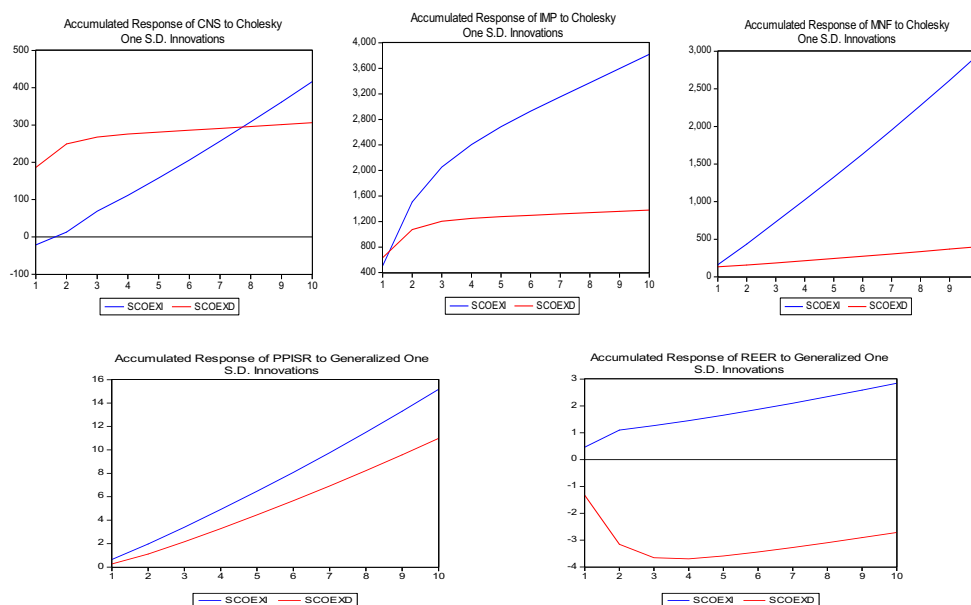 Accumulated Response of CNS to Cholesky
One S.D. Innovations
500
400
300
200
100
0
-100
1 2 3 4 5 6 7 8 9 10
SCOEXI SCOEXD
Accumulated Response of IMP to Cholesky
One S.D. Innovations
4,000
3,600
3,200
2,800
2,400
2,000
1,600
1,200
800
400
1 2 3 4 5 6 7 8 9 10
SCOEXI SCOEXD
Accumulated Response of MNF to Cholesky
One S.D. Innovations
3,000
2,500
2,000
1,500
1,000
500
0
1 2 3 4 5 6 7 8 9
SCOEXI SCOEXD
Accumulated Response of PPISR to Generalized One
S.D. Innovations
16
14
12
10
8
6
4
2
0
1 2 3 4 5 6 7 8 9 10
SCOEXI SCOEXD
Accumulated Response of REER to Generalized One
S.D. Innovations
3
2
1
0
-1
-2
-3
-4
1 2 3 4 5 6 7 8 9 10
SCOEXI SCOEXD